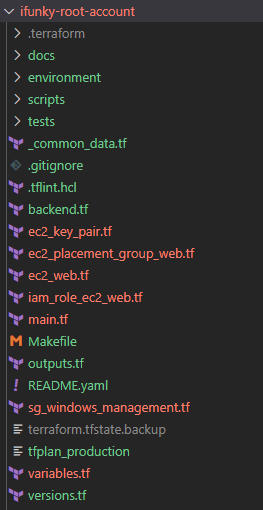 ifunky-root-account
.terraform
docs
environment
scripts
tests
_common_data.tf
.gitignore
.tflint.hcl
backend.tf
ec2_key_pair.tf
ec2_placement_group_web.tf
ec2_web.tf
iam_role_ec2_web.tf
main.tf
Makefile
outputs.tf
README.yaml
sg_windows_management.tf
terraform.tfstate.backup
tfplan_production
variables.tf
versions.tf